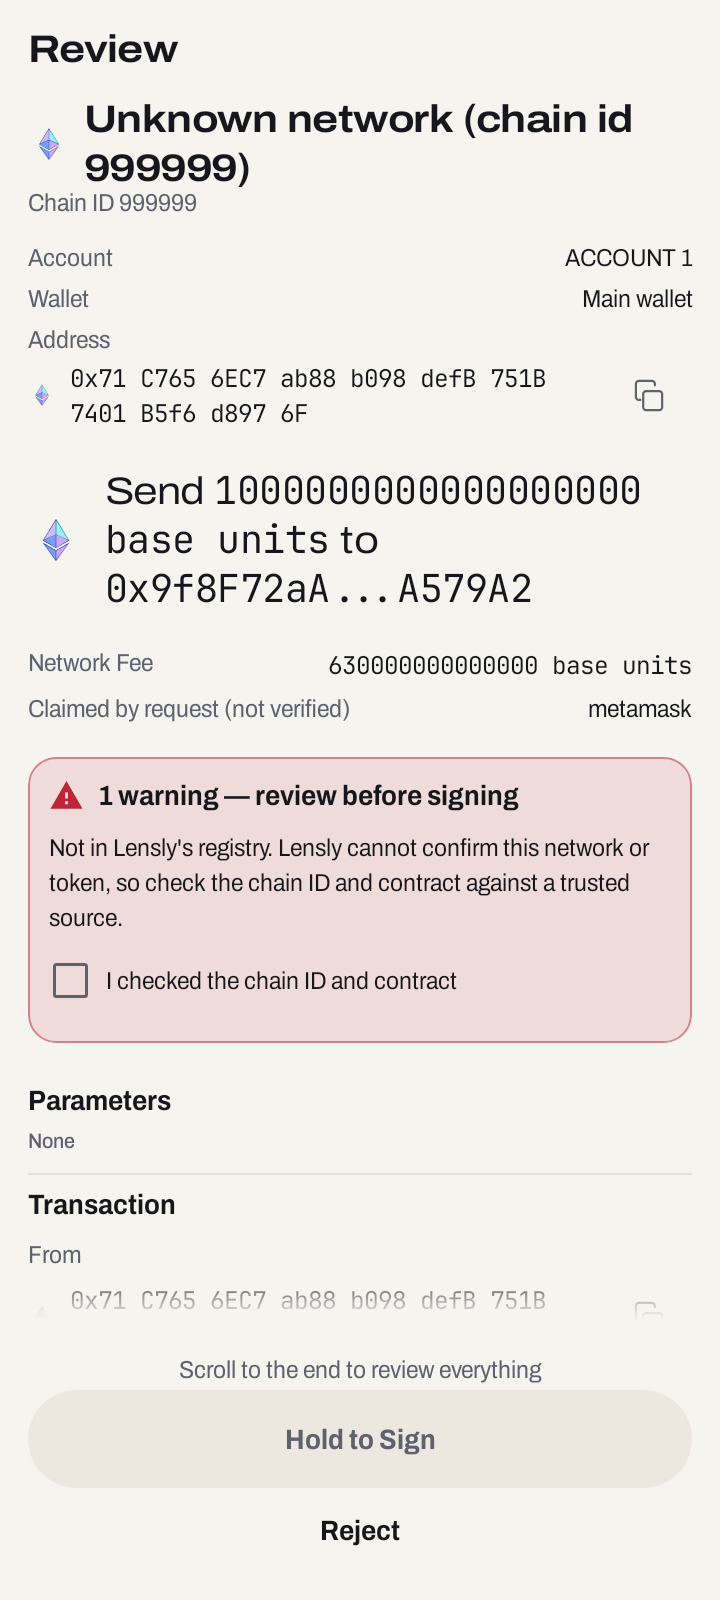 Review
Unknown network (chain id
999999)
Chain ID 999999
Account
ACCOUNT 1
Wallet
Main wallet
Address
0x71 C765 6EC7 ab88 b098 defB 751B
7401 B5f6 d897 6F
Send 1000000000000000000
base units to
0x9f8F72aA...A579A2
Network Fee
630000000000000 base units
Claimed by request (not verified)
metamask
1 warning — review before signing
Not in Lensly's registry. Lensly cannot confirm this network or
token, so check the chain ID and contract against a trusted
source.
I checked the chain ID and contract
Parameters
None
Transaction
From
0x71 C765 6EC7 ab88 b098 defB 751B
Scroll to the end to review everything
Hold to Sign
Reject